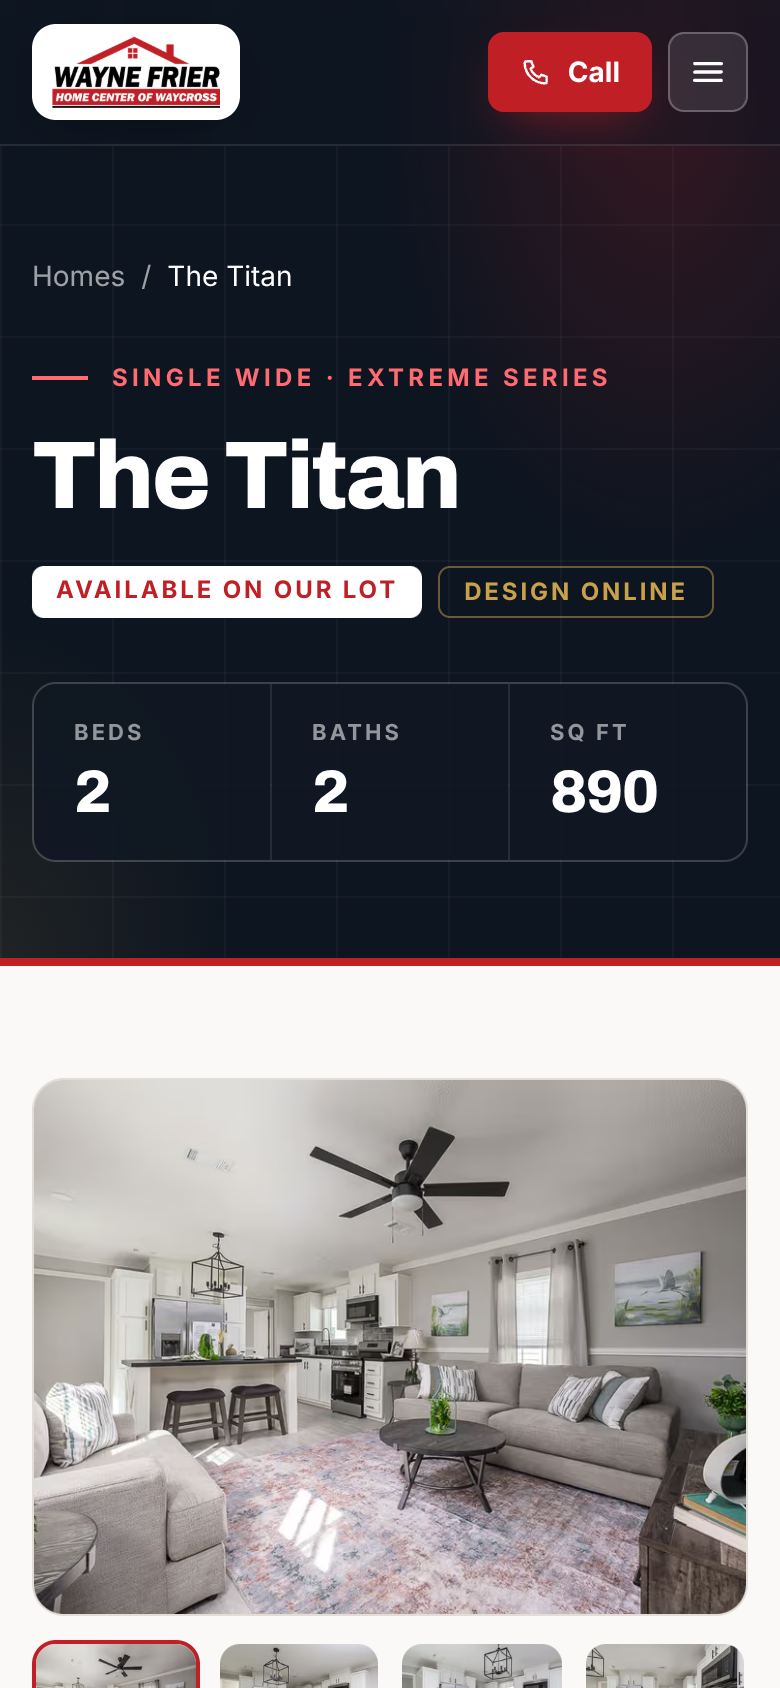 WAYNE FRIER
HOME CENTER OF WAYCROSS
Call
Homes / The Titan
SINGLE WIDE · EXTREME SERIES
The Titan
AVAILABLE ON OUR LOT
DESIGN ONLINE
BEDS
2
BATHS
2
SQ FT
890